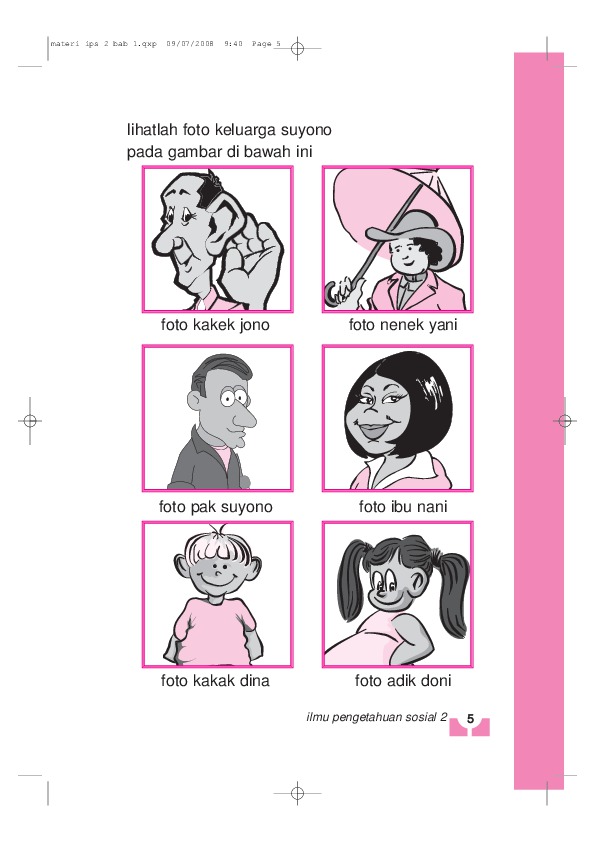 materi ips 2 bab 1.qxp 09/07/2008 9:40 Page 5
lihatlah foto keluarga suyono
pada gambar di bawah ini
foto kakek jono
foto nenek yani
foto pak suyono
foto ibu nani
foto kakak dina
foto adik doni
ilmu pengetahuan sosial 2
5